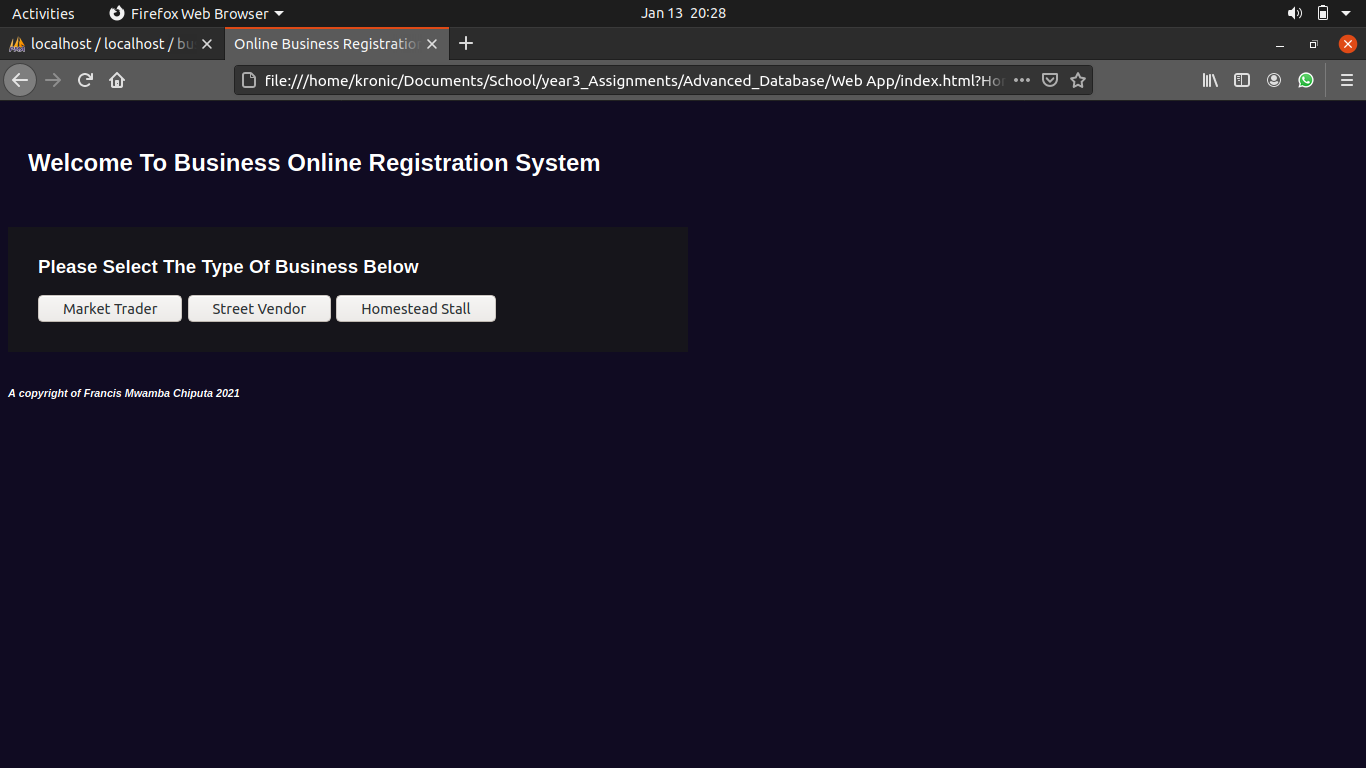 Activities Firefox Web Browser Jan 13 20:28
localhost / localhost / bu Online Business Registratio
file:///home/kronic/Documents/School/year3_Assignments/Advanced_Database/Web App/index.html?Ho
Welcome To Business Online Registration System
Please Select The Type Of Business Below
Market Trader Street Vendor Homestead Stall
A copyright of Francis Mwamba Chiputa 2021